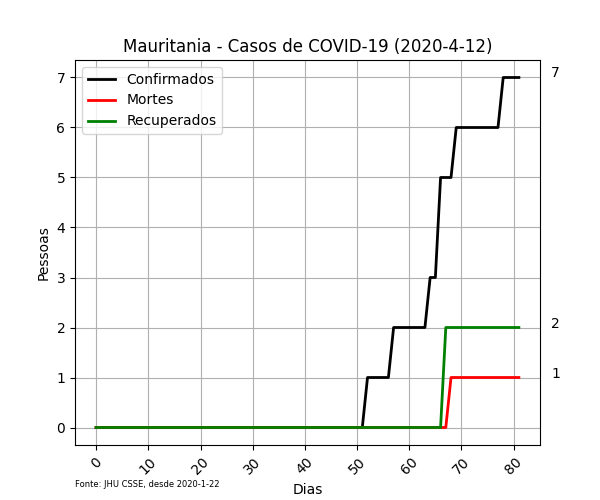 Mauritania - Casos de COVID-19 (2020-4-12)
Confirmados
Mortes
Recuperados
Pessoas
7
6
5
4
3
2
1
0
7
2
1
0 10 20 30 40 50 60 70 80
Dias
Fonte: JHU CSSE, desde 2020-1-22